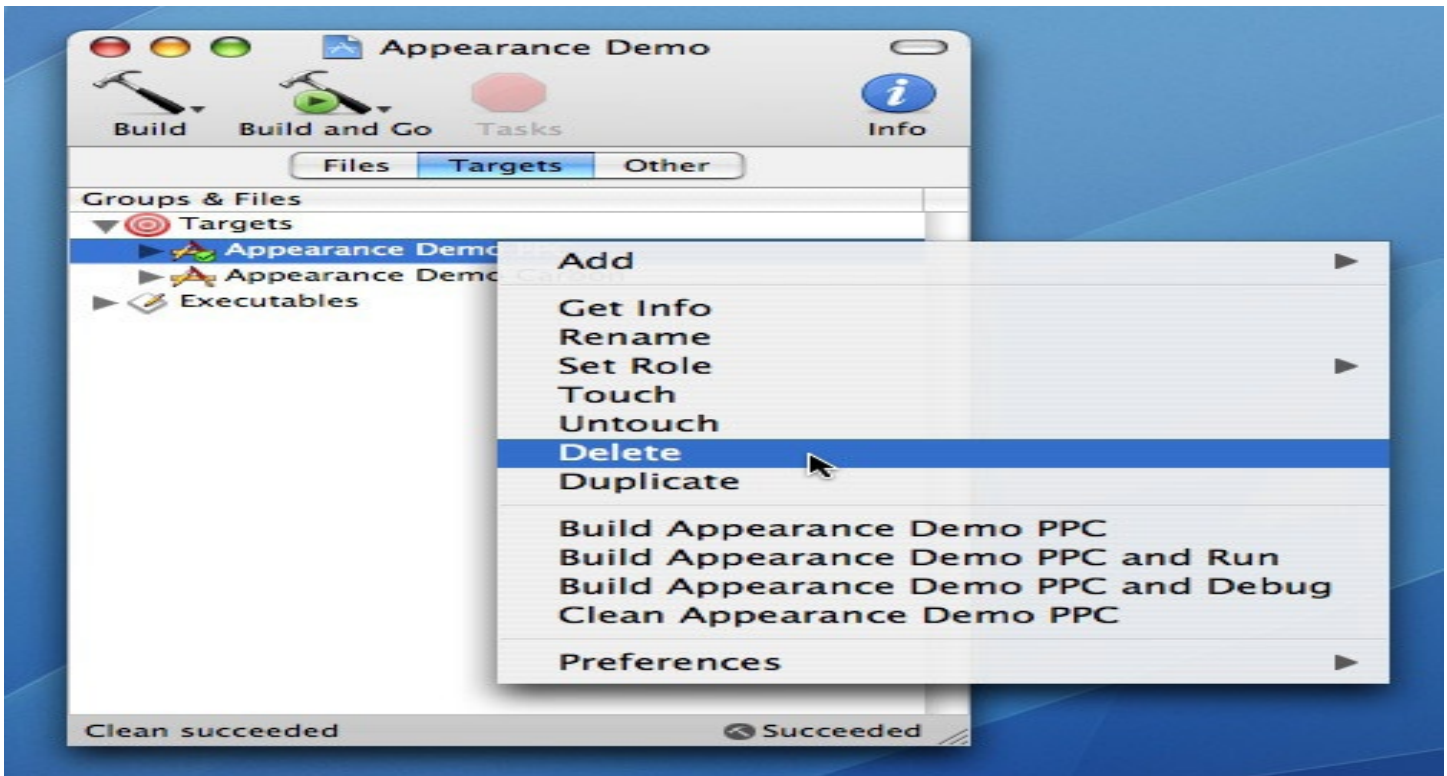 Appearance Demo
Build Build and Go Tasks Info
Files Targets Other
Groups & Files
Targets
Appearance Demo PPC
Appearance Demo Carbon
Executables
Add
Get Info
Rename
Set Role
Touch
Untouch
Delete
Duplicate
Build Appearance Demo PPC
Build Appearance Demo PPC and Run
Build Appearance Demo PPC and Debug
Clean Appearance Demo PPC
Preferences
Clean succeeded Succeeded